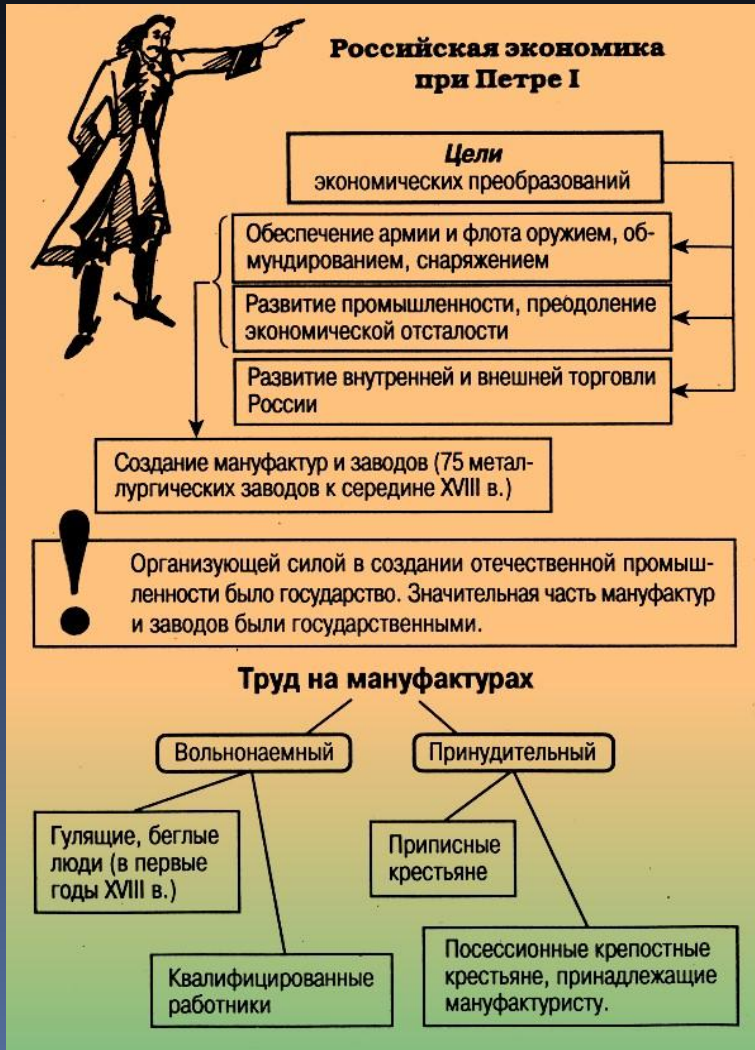 Российская экономика
при Петре I
Цели
экономических преобразований
Обеспечение армии и флота оружием, об-
мундированием, снаряжением
Развитие промышленности, преодоление
экономической отсталости
Развитие внутренней и внешней торговли
России
Создание мануфактур и заводов (75 метал-
лургических заводов к середине XVIII в.)
! Организующей силой в создании отечественной промыш-
ленности было государство. Значительная часть мануфактур
и заводов были государственными.
Труд на мануфактурах
Вольнонаемный
Принудительный
Гулящие, беглые
люди (в первые
годы XVIII в.)
Приписные
крестьяне
Квалифицированные
работники
Посессионные крепостные
крестьяне, принадлежащие
мануфактуристу.